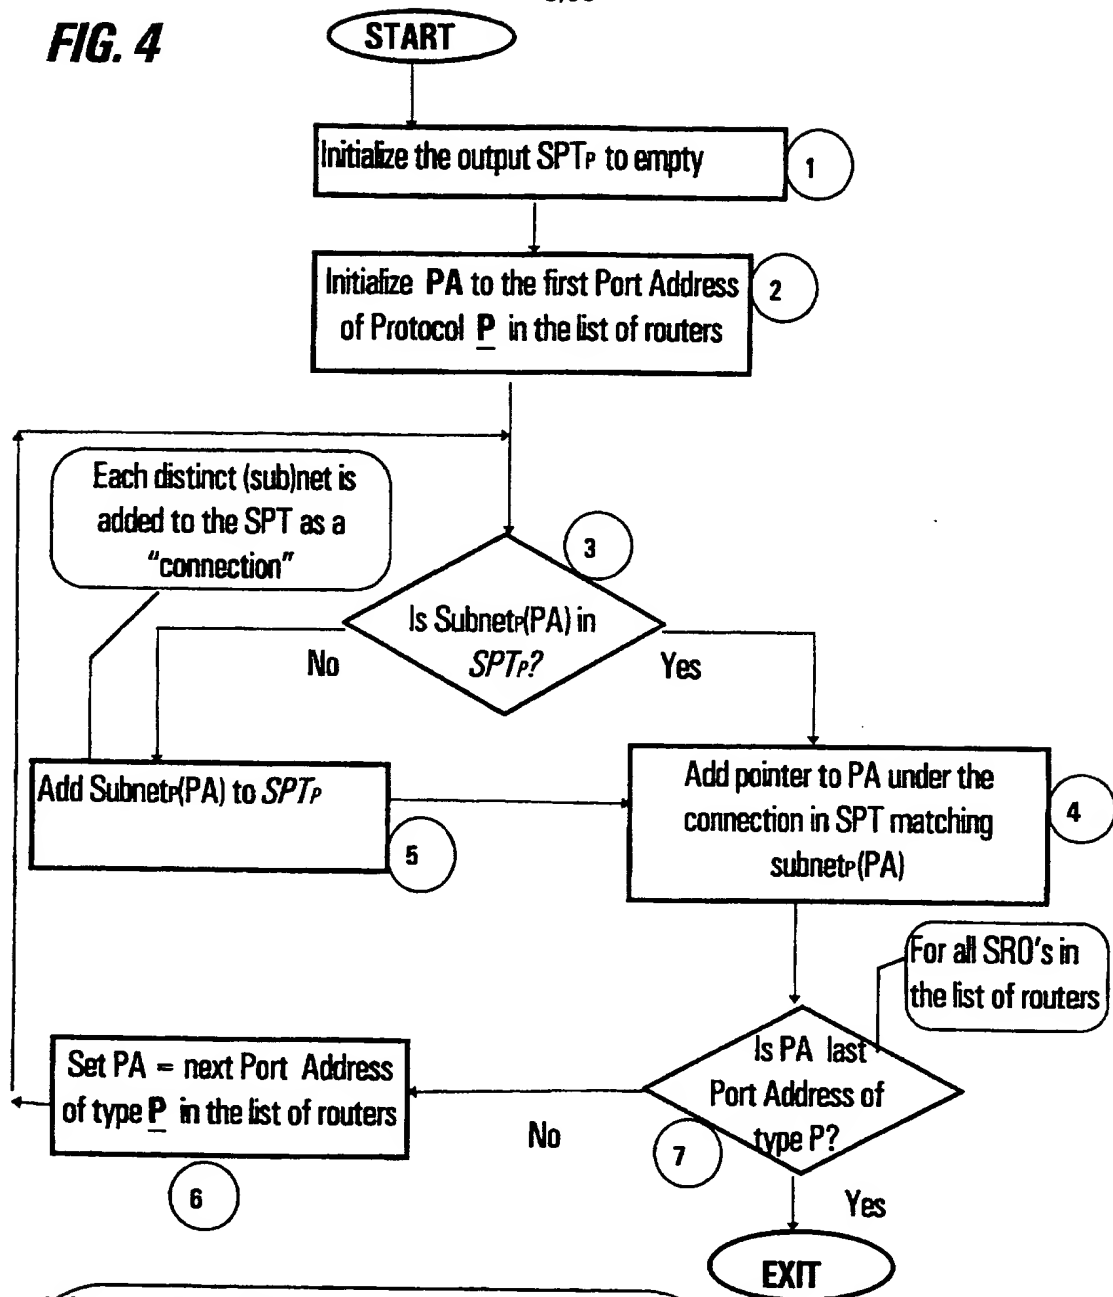 FIG. 4
START
Initialize the output SPTP to empty
1
Initialize PA to the first Port Address
of Protocol P in the list of routers
2
Each distinct (sub)net is
added to the SPT as a
"connection"
3
Is SubnetP(PA) in
SPTP?
No
Yes
Add SubnetP(PA) to SPTP
5
Add pointer to PA under the
connection in SPT matching
subnetP(PA)
4
For all SRO's in
the list of routers
Is PA last
Port Address of
type P?
7
Set PA = next Port Address
of type P in the list of routers
6
No
Yes
EXIT